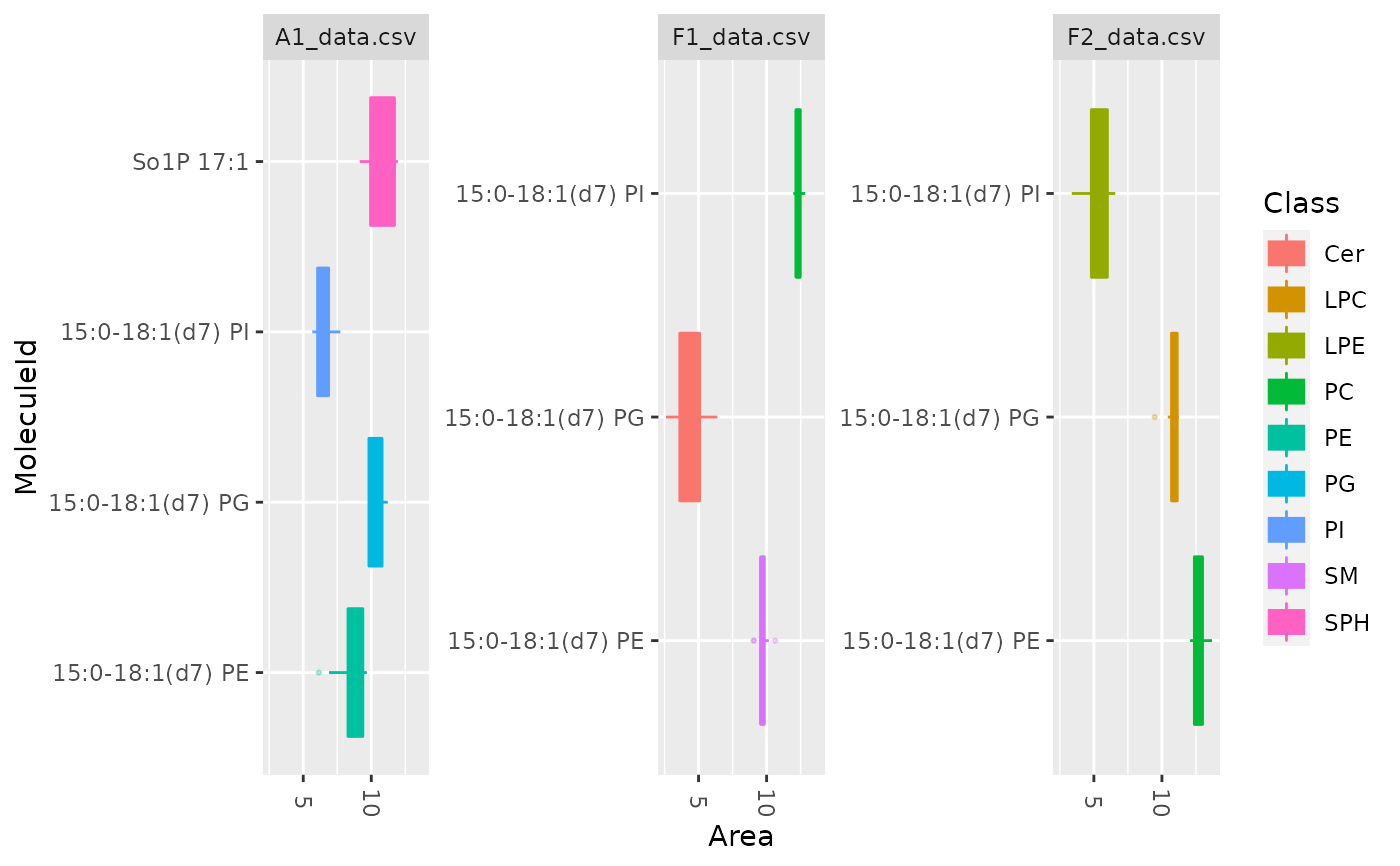 A1_data.csv
F1_data.csv
F2_data.csv
MoleculeId
So1P 17:1
15:0-18:1(d7) PI
15:0-18:1(d7) PG
15:0-18:1(d7) PE
5
10
15:0-18:1(d7) PI
15:0-18:1(d7) PG
15:0-18:1(d7) PE
5
10
15:0-18:1(d7) PI
15:0-18:1(d7) PG
15:0-18:1(d7) PE
5
10
Area
Class
Cer
LPC
LPE
PC
PE
PG
PI
SM
SPH